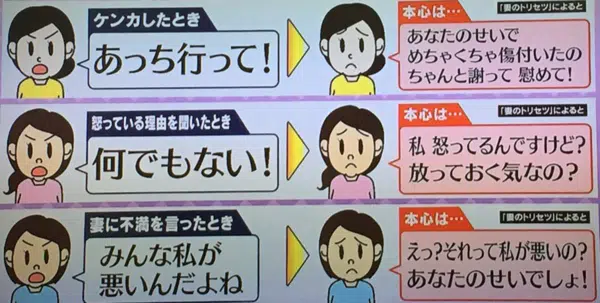 ケンカしたとき
あっち行って!
本心は…
「妻のトリセツ」によると
あなたのせいで
めちゃくちゃ傷付いたの
ちゃんと謝って 慰めて!
怒っている理由を聞いたとき
何でもない!
本心は…
「妻のトリセツ」によると
私 怒ってるんですけど?
放っておく気なの?
妻に不満を言ったとき
みんな私が
悪いんだよね
本心は…
「妻のトリセツ」によると
えっ?それって私が悪いの?
あなたのせいでしょ!